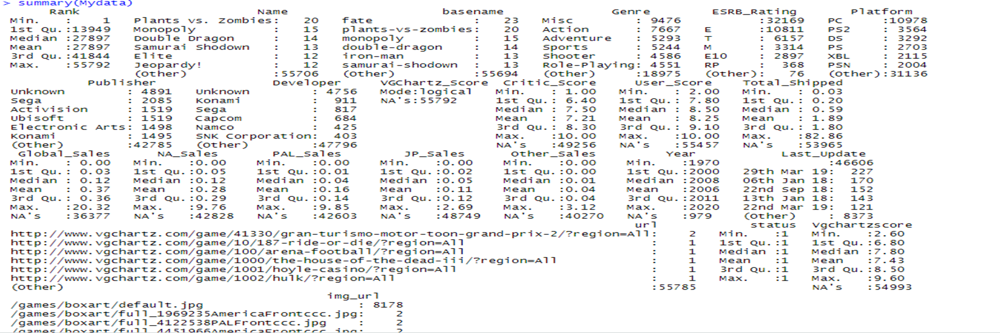 > summary(Mydata)
Rank Name basename Genre ESRB_Rating Platform
Min. : 1 Plants vs. Zombies: 20 fate : 23 Misc : 9476 :32169 PC :10978
1st Qu.:13949 Monopoly : 15 plants-vs-zombies: 20 Action : 7667 E :10811 PS2 : 3564
Median :27897 Double Dragon : 14 monopoly : 15 Adventure : 5293 T : 6157 DS : 3292
Mean :27897 Samurai Shodown : 13 double-dragon : 14 Sports : 5244 M : 3314 PS : 2703
3rd Qu.:41844 Elite : 12 iron-man : 13 Shooter : 4586 E10 : 2897 XBL : 2115
Max. :55792 Jeopardy! : 12 samurai-shodown : 13 Role-Playing: 4551 RP : 368 PSN : 2004
(Other) :55706 (Other) :55694 (Other) :18975 (Other): 76 (Other):31136
Publisher Developer VGChartz_Score Critic_Score User_Score Total_Shipped
Unknown : 4891 Unknown : 4756 Mode:logical Min. : 1.00 Min. : 2.00 Min. : 0.03
Sega : 2085 Konami : 911 NA's:55792 1st Qu.: 6.40 1st Qu.: 7.80 1st Qu.: 0.20
Activision : 1519 Sega : 817 Median : 7.50 Median : 8.50 Median : 0.59
Ubisoft : 1519 Capcom : 684 Mean : 7.21 Mean : 8.25 Mean : 1.89
Electronic Arts: 1498 Namco : 425 3rd Qu.: 8.30 3rd Qu.: 9.10 3rd Qu.: 1.80
Konami : 1495 SNK Corporation: 403 Max. :10.00 Max. :10.00 Max. :82.86
(Other) :42785 (Other) :47796 NA's :49256 NA's :55457 NA's :53965
Global_Sales NA_Sales PAL_Sales JP_Sales Other_Sales Year Last_Update
Min. : 0.00 Min. :0.00 Min. :0.00 Min. :0.00 Min. :0.00 Min. :1970 :46606
1st Qu.: 0.03 1st Qu.:0.05 1st Qu.:0.01 1st Qu.:0.02 1st Qu.:0.00 1st Qu.:2000 29th Mar 19: 227
Median : 0.12 Median :0.12 Median :0.04 Median :0.05 Median :0.01 Median :2008 06th Jan 18: 170
Mean : 0.37 Mean :0.28 Mean :0.16 Mean :0.11 Mean :0.04 Mean :2006 22nd Sep 18: 152
3rd Qu.: 0.36 3rd Qu.:0.29 3rd Qu.:0.14 3rd Qu.:0.12 3rd Qu.:0.04 3rd Qu.:2011 13th Jan 18: 143
Max. :20.32 Max. :9.76 Max. :9.85 Max. :2.69 Max. :3.12 Max. :2020 22nd Mar 19: 121
NA's :36377 NA's :42828 NA's :42603 NA's :48749 NA's :40270 NA's :979 (Other) : 8373
url status Vgchartzscore
http://www.vgchartz.com/game/41330/gran-turismo-motor-toon-grand-prix-2/?region=All: 2 Min. :1 Min. :2.60
http://www.vgchartz.com/game/10/187-ride-or-die/?region=All : 1 1st Qu.:1 1st Qu.:6.80
http://www.vgchartz.com/game/100/arena-football/?region=All : 1 Median :1 Median :7.80
http://www.vgchartz.com/game/1000/the-house-of-the-dead-iii/?region=All : 1 Mean :1 Mean :7.43
http://www.vgchartz.com/game/1001/hoyle-casino/?region=All : 1 3rd Qu.:1 3rd Qu.:8.50
http://www.vgchartz.com/game/1002/hulk/?region=All : 1 Max. :1 Max. :9.60
(Other) :55785 NA's :54993
img_url
/games/boxart/default.jpg : 8178
/games/boxart/full_1969235AmericaFrontccc.jpg: 2
/games/boxart/full_4122538PALFrontccc.jpg : 2
/games/boxart/full_4451966AmericaFrontccc.jpg: 2